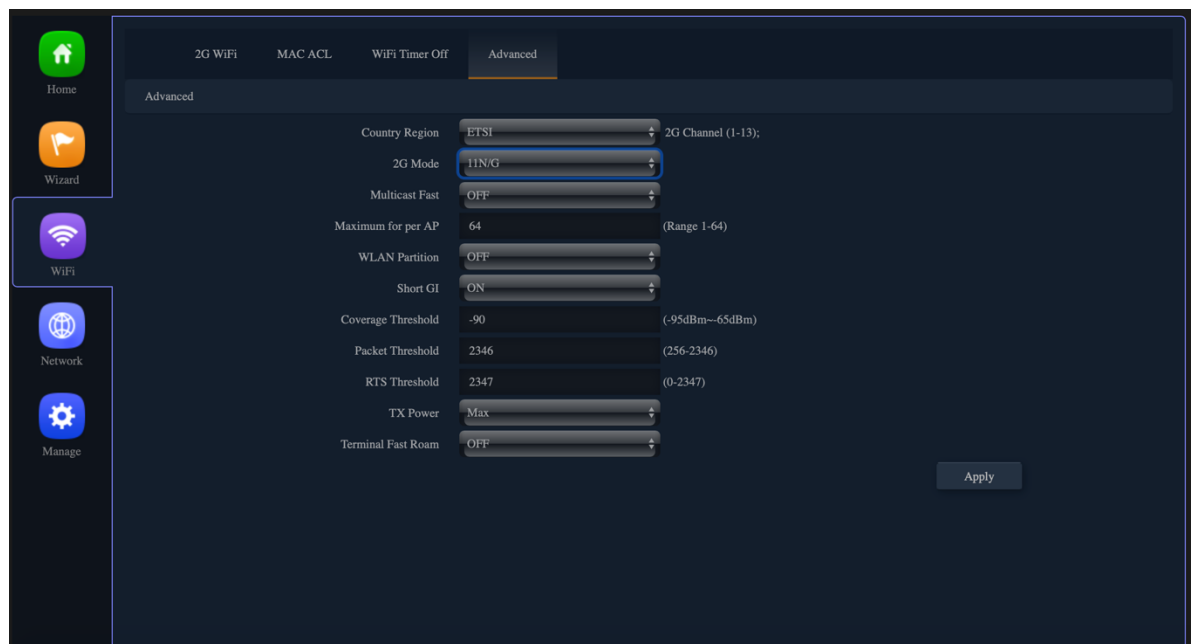 Home
Wizard
WiFi
Network
Manage
2G WiFi MAC ACL WiFi Timer Off Advanced
Advanced
Country Region ETSI 2G Channel (1-13);
2G Mode 11N/G
Multicast Fast OFF
Maximum for per AP 64 (Range 1-64)
WLAN Partition OFF
Short GI ON
Coverage Threshold -90 (-95dBm~-65dBm)
Packet Threshold 2346 (256-2346)
RTS Threshold 2347 (0-2347)
TX Power Max
Terminal Fast Roam OFF
Apply